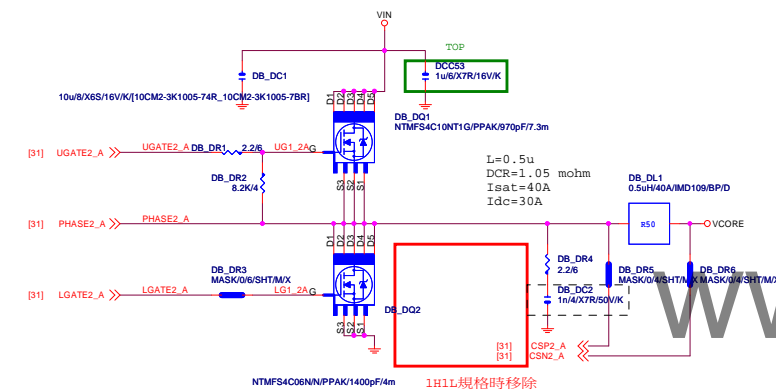 VIN
TOP
DB_DC1
DCC53
1u/6/X7R/16V/K
10u/8/X6S/16V/K/[10CM2-3K1005-74R_10CM2-3K1005-7BR]
D1 D2 D3 D4 D5
DB_DQ1
NTMFS4C10NT1G/PPAK/970pF/7.3m
[31] UGATE2_A UGATE2_A DB_DR1 2.2/6 UG1_2A G
S3 S2 S1
L=0.5u
DCR=1.05 mohm
Isat=40A
Idc=30A
DB_DR2
8.2K/4
DB_DL1
0.5uH/40A/IMD109/BP/D
[31] PHASE2_A PHASE2_A
R50
VCORE
D1 D2 D3 D4 D5
DB_DR3
MASK/0/6/SHT/M/X
DB_DR4
2.2/6
DB_DR5
MASK/0/4/SHT/M/X
DB_DR6
MASK/0/4/SHT/M/X
[31] LGATE2_A LGATE2_A LG1_2A G
DB_DC2
1n/4/X7R/50V/K
DB_DQ2
S3 S2 S1
[31] CSP2_A
[31] CSN2_A
NTMFS4C06N/N/PPAK/1400pF/4m
1H1L規格時移除